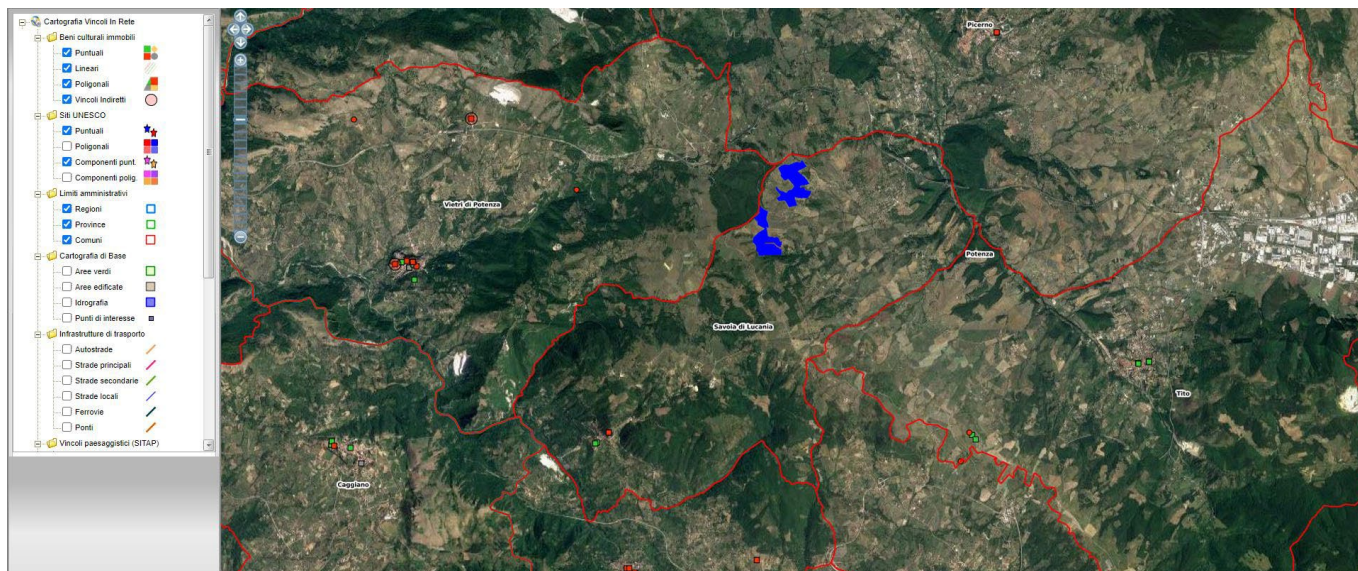 Cartografia Vincoli In Rete
Beni culturali immobili
Puntuali
Lineari
Poligonali
Vincoli Indiretti
Siti UNESCO
Puntuali
Poligonali
Componenti punt.
Componenti polig.
Limiti amministrativi
Regioni
Province
Comuni
Cartografia di Base
Aree verdi
Aree edificate
Idrografia
Punti di interesse
Infrastrutture di trasporto
Autostrade
Strade principali
Strade secondarie
Strade locali
Ferrovie
Ponti
Vincoli paesaggistici (SITAP)
Picerno
Vietri di Potenza
Potenza
Savoia di Lucania
Tito
Caggiano